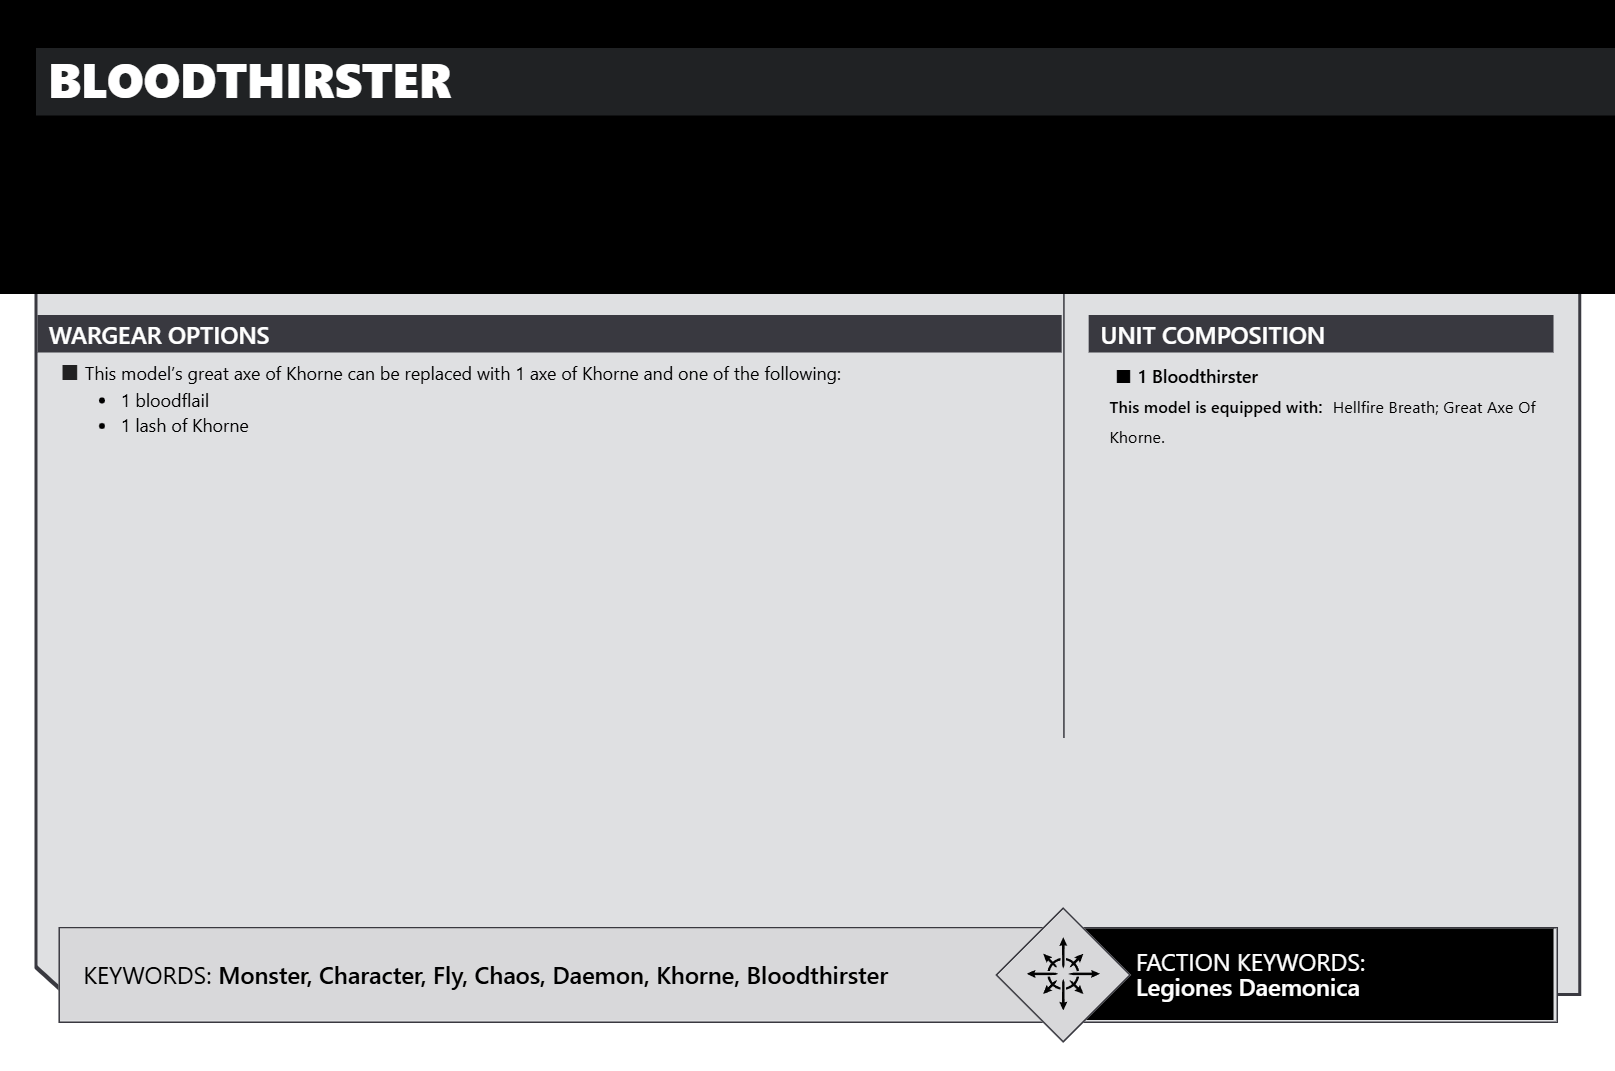 BLOODTHIRSTER
WARGEAR OPTIONS
■ This model's great axe of Khorne can be replaced with 1 axe of Khorne and one of the following:
• 1 bloodflail
• 1 lash of Khorne
UNIT COMPOSITION
■ 1 Bloodthirster
This model is equipped with: Hellfire Breath; Great Axe Of
Khorne.
KEYWORDS: Monster, Character, Fly, Chaos, Daemon, Khorne, Bloodthirster
FACTION KEYWORDS:
Legiones Daemonica